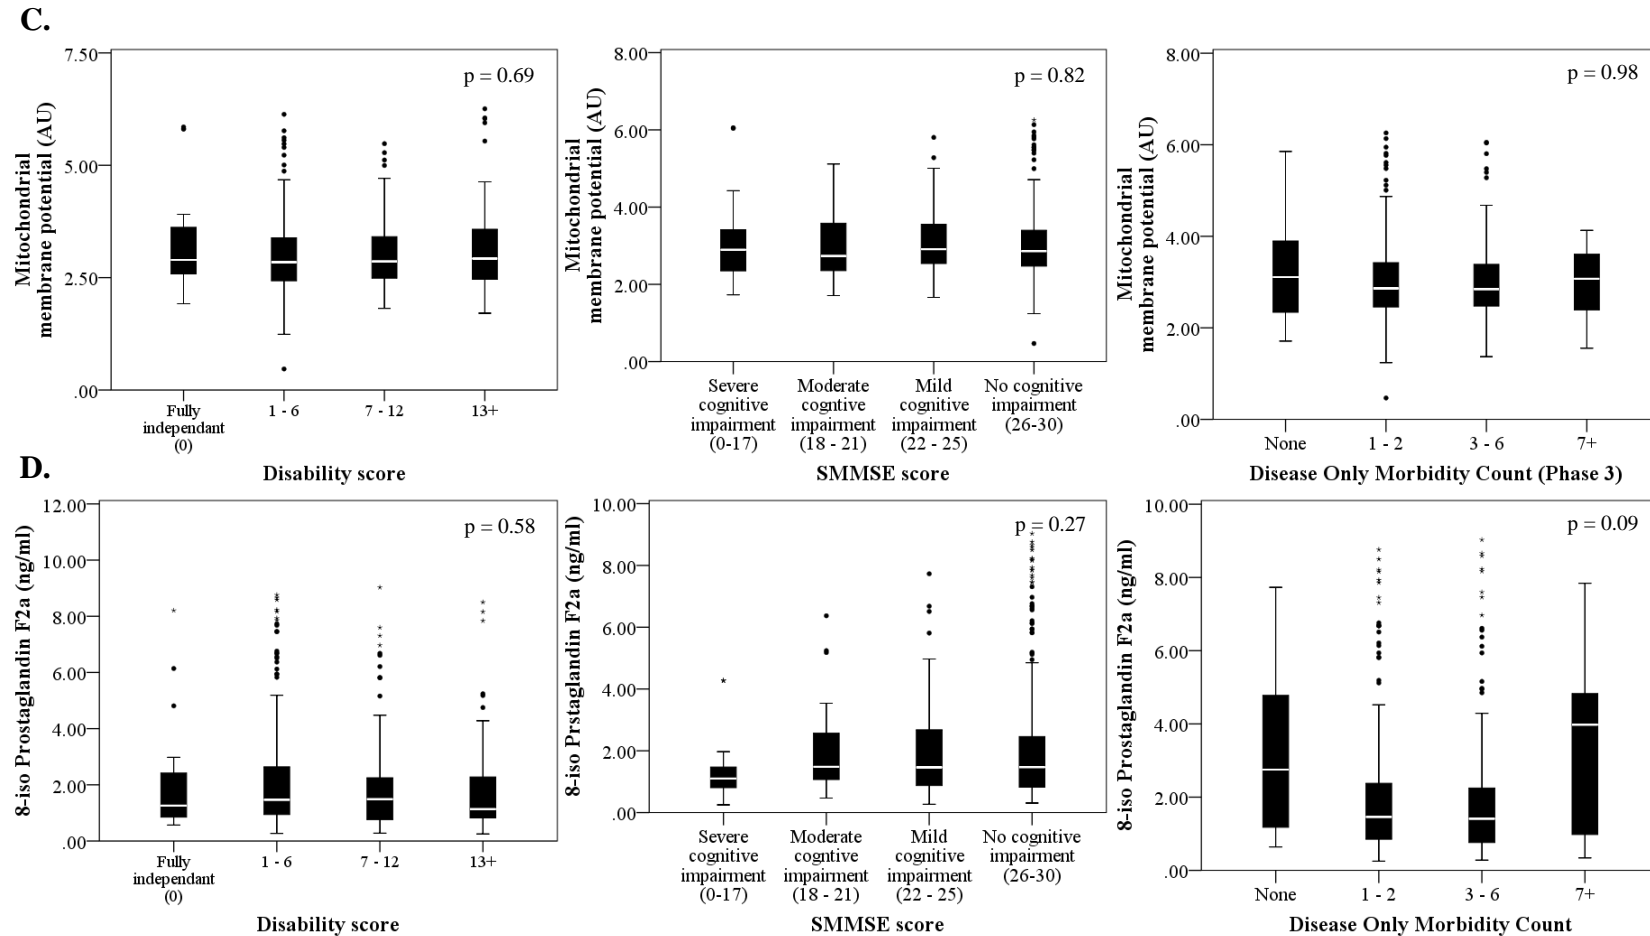 C.
7.50
5.00
2.50
.00
Mitochondrial
membrane potential (AU)
p = 0.69
Fully
independant
(0)
1 - 6
7 - 12
13+
Disability score
8.00
6.00
4.00
2.00
.00
Mitochondrial
membrane potential (AU)
p = 0.82
Severe
cognitive
impairment
(0-17)
Moderate
cogntive
impairment
(18 - 21)
Mild
cognitive
impairment
(22 - 25)
No cognitive
impairment
(26-30)
SMMSE score
8.00
6.00
4.00
2.00
.00
Mitochondrial
membrane potential (AU)
p = 0.98
None
1 - 2
3 - 6
7+
Disease Only Morbidity Count (Phase 3)
D.
12.00
10.00
8.00
6.00
4.00
2.00
.00
8-iso Prostaglandin F2a (ng/ml)
p = 0.58
Fully
independant
(0)
1 - 6
7 - 12
13+
Disability score
10.00
8.00
6.00
4.00
2.00
.00
8-iso Prstaglandin F2a (ng/ml)
p = 0.27
Severe
cognitive
impairment
(0-17)
Moderate
cogntive
impairment
(18 - 21)
Mild
cognitive
impairment
(22 - 25)
No cognitive
impairment
(26-30)
SMMSE score
10.00
8.00
6.00
4.00
2.00
.00
8-iso Prostaglandin F2a (ng/ml)
p = 0.09
None
1 - 2
3 - 6
7+
Disease Only Morbidity Count